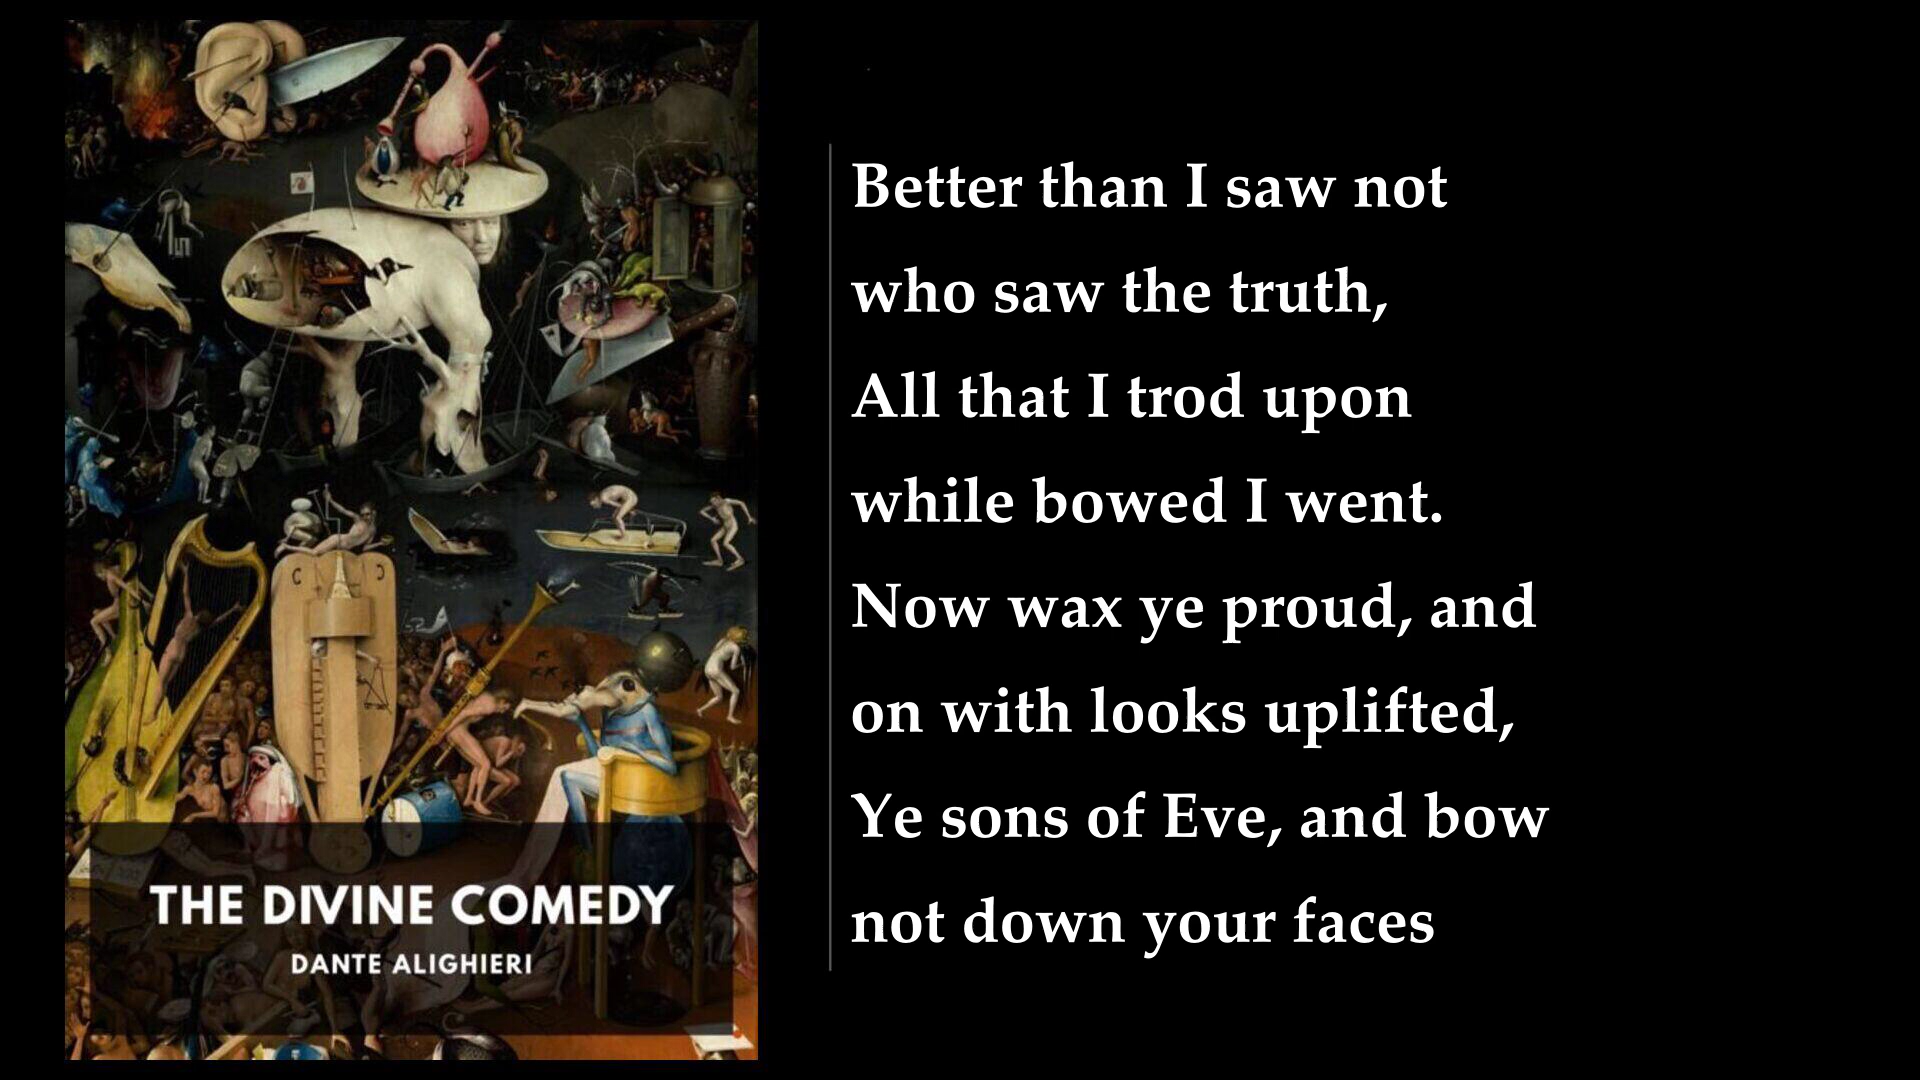 THE DIVINE COMEDY
DANTE ALIGHIERI
Better than I saw not
who saw the truth,
All that I trod upon
while bowed I went.
Now wax ye proud, and
on with looks uplifted,
Ye sons of Eve, and bow
not down your faces